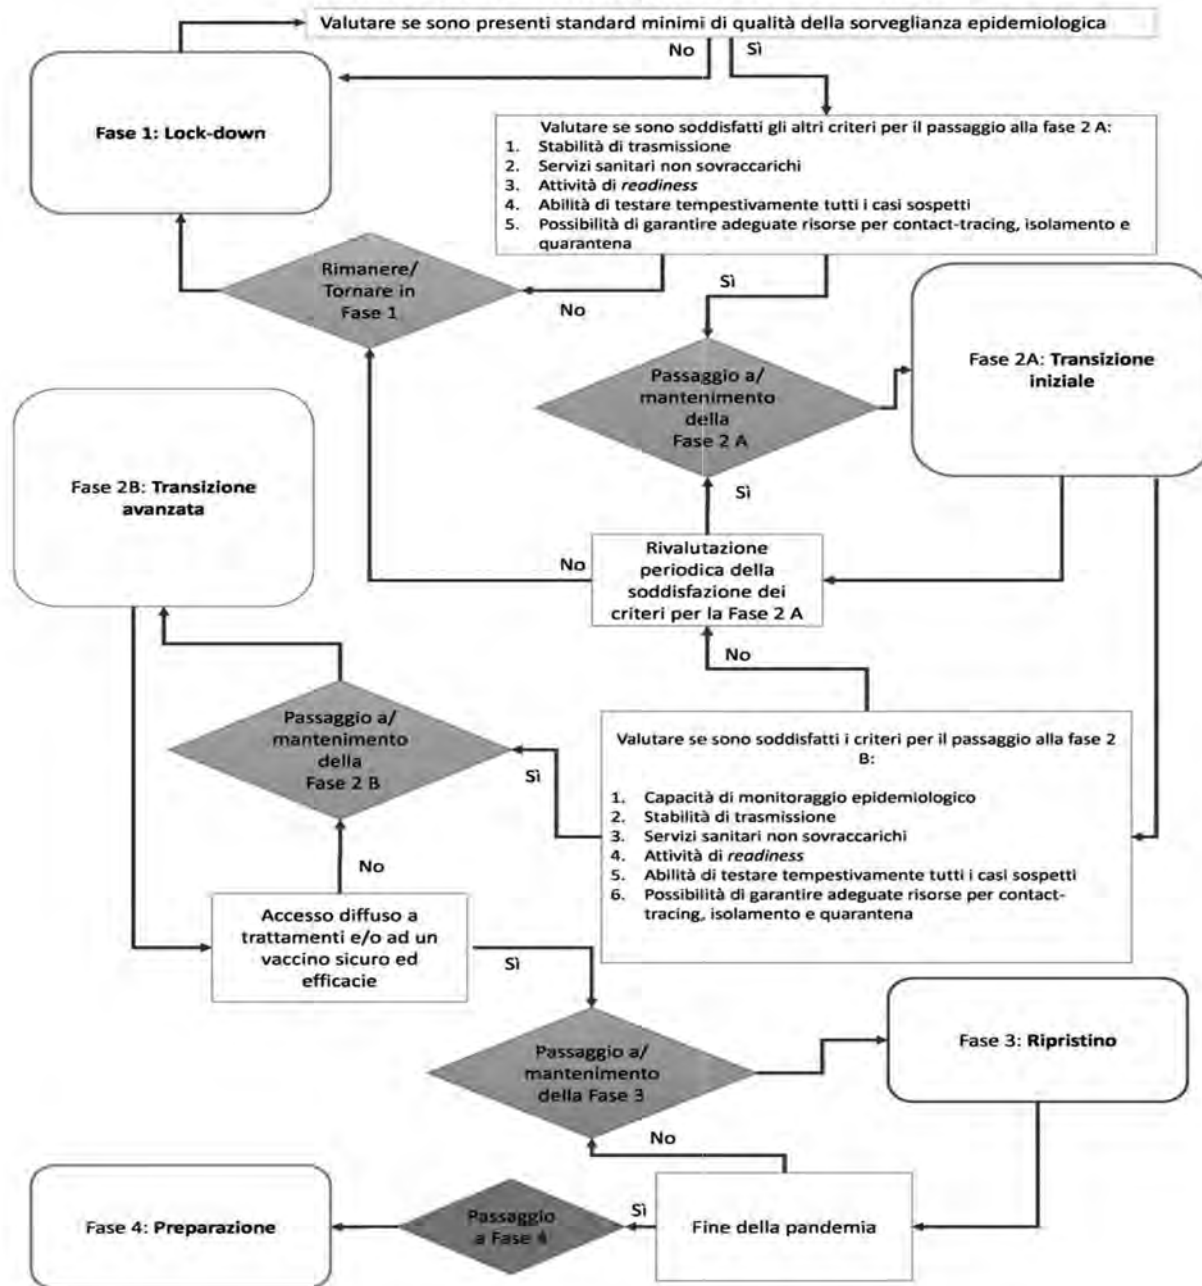 Valutare se sono presenti standard minimi di qualità della sorveglianza epidemiologica
No
Sì
Fase 1: Lock-down
Valutare se sono soddisfatti gli altri criteri per il passaggio alla fase 2 A:
1. Stabilità di trasmissione
2. Servizi sanitari non sovraccarichi
3. Attività di readiness
4. Abilità di testare tempestivamente tutti i casi sospetti
5. Possibilità di garantire adeguate risorse per contact-tracing, isolamento e
quarantena
Rimanere/
Tornare in
Fase 1
No
Sì
Passaggio a/
mantenimento
della
Fase 2 A
Fase 2A: Transizione
iniziale
Fase 2B: Transizione
avanzata
Sì
Rivalutazione
periodica della
soddisfazione dei
criteri per la Fase 2 A
No
No
Passaggio a/
mantenimento
della
Fase 2 B
Sì
Valutare se sono soddisfatti i criteri per il passaggio alla fase 2
B:
1. Capacità di monitoraggio epidemiologico
2. Stabilità di trasmissione
3. Servizi sanitari non sovraccarichi
4. Attività di readiness
5. Abilità di testare tempestivamente tutti i casi sospetti
6. Possibilità di garantire adeguate risorse per contact-
tracing, isolamento e quarantena
No
Accesso diffuso a
trattamenti e/o ad un
vaccino sicuro ed
efficacie
Sì
Passaggio a/
mantenimento
della Fase 3
Fase 3: Ripristino
No
Fine della pandemia
Sì
Passaggio
a Fase 4
Fase 4: Preparazione